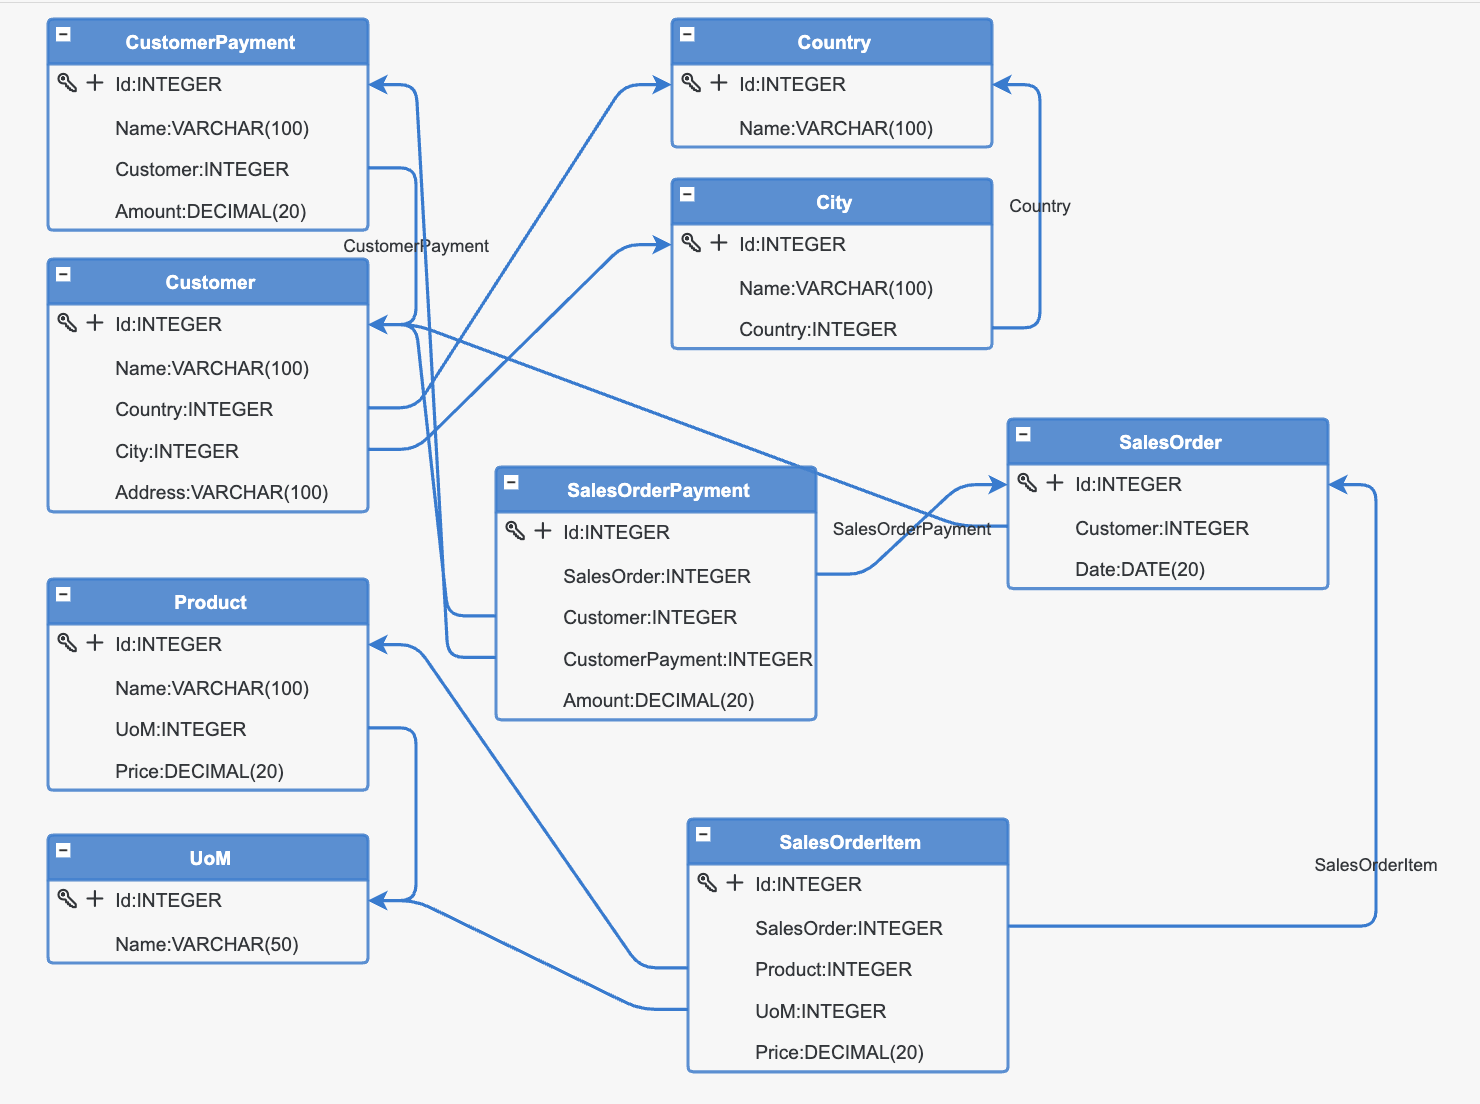 CustomerPayment
Id:INTEGER
Name:VARCHAR(100)
Customer:INTEGER
Amount:DECIMAL(20)
Country
Id:INTEGER
Name:VARCHAR(100)
City
Id:INTEGER
Name:VARCHAR(100)
Country:INTEGER
Country
CustomerPayment
Customer
Id:INTEGER
Name:VARCHAR(100)
Country:INTEGER
City:INTEGER
Address:VARCHAR(100)
SalesOrderPayment
Id:INTEGER
SalesOrder:INTEGER
Customer:INTEGER
CustomerPayment:INTEGER
Amount:DECIMAL(20)
SalesOrderPayment
SalesOrder
Id:INTEGER
Customer:INTEGER
Date:DATE(20)
Product
Id:INTEGER
Name:VARCHAR(100)
UoM:INTEGER
Price:DECIMAL(20)
UoM
Id:INTEGER
Name:VARCHAR(50)
SalesOrderItem
Id:INTEGER
SalesOrder:INTEGER
Product:INTEGER
UoM:INTEGER
Price:DECIMAL(20)
SalesOrderItem